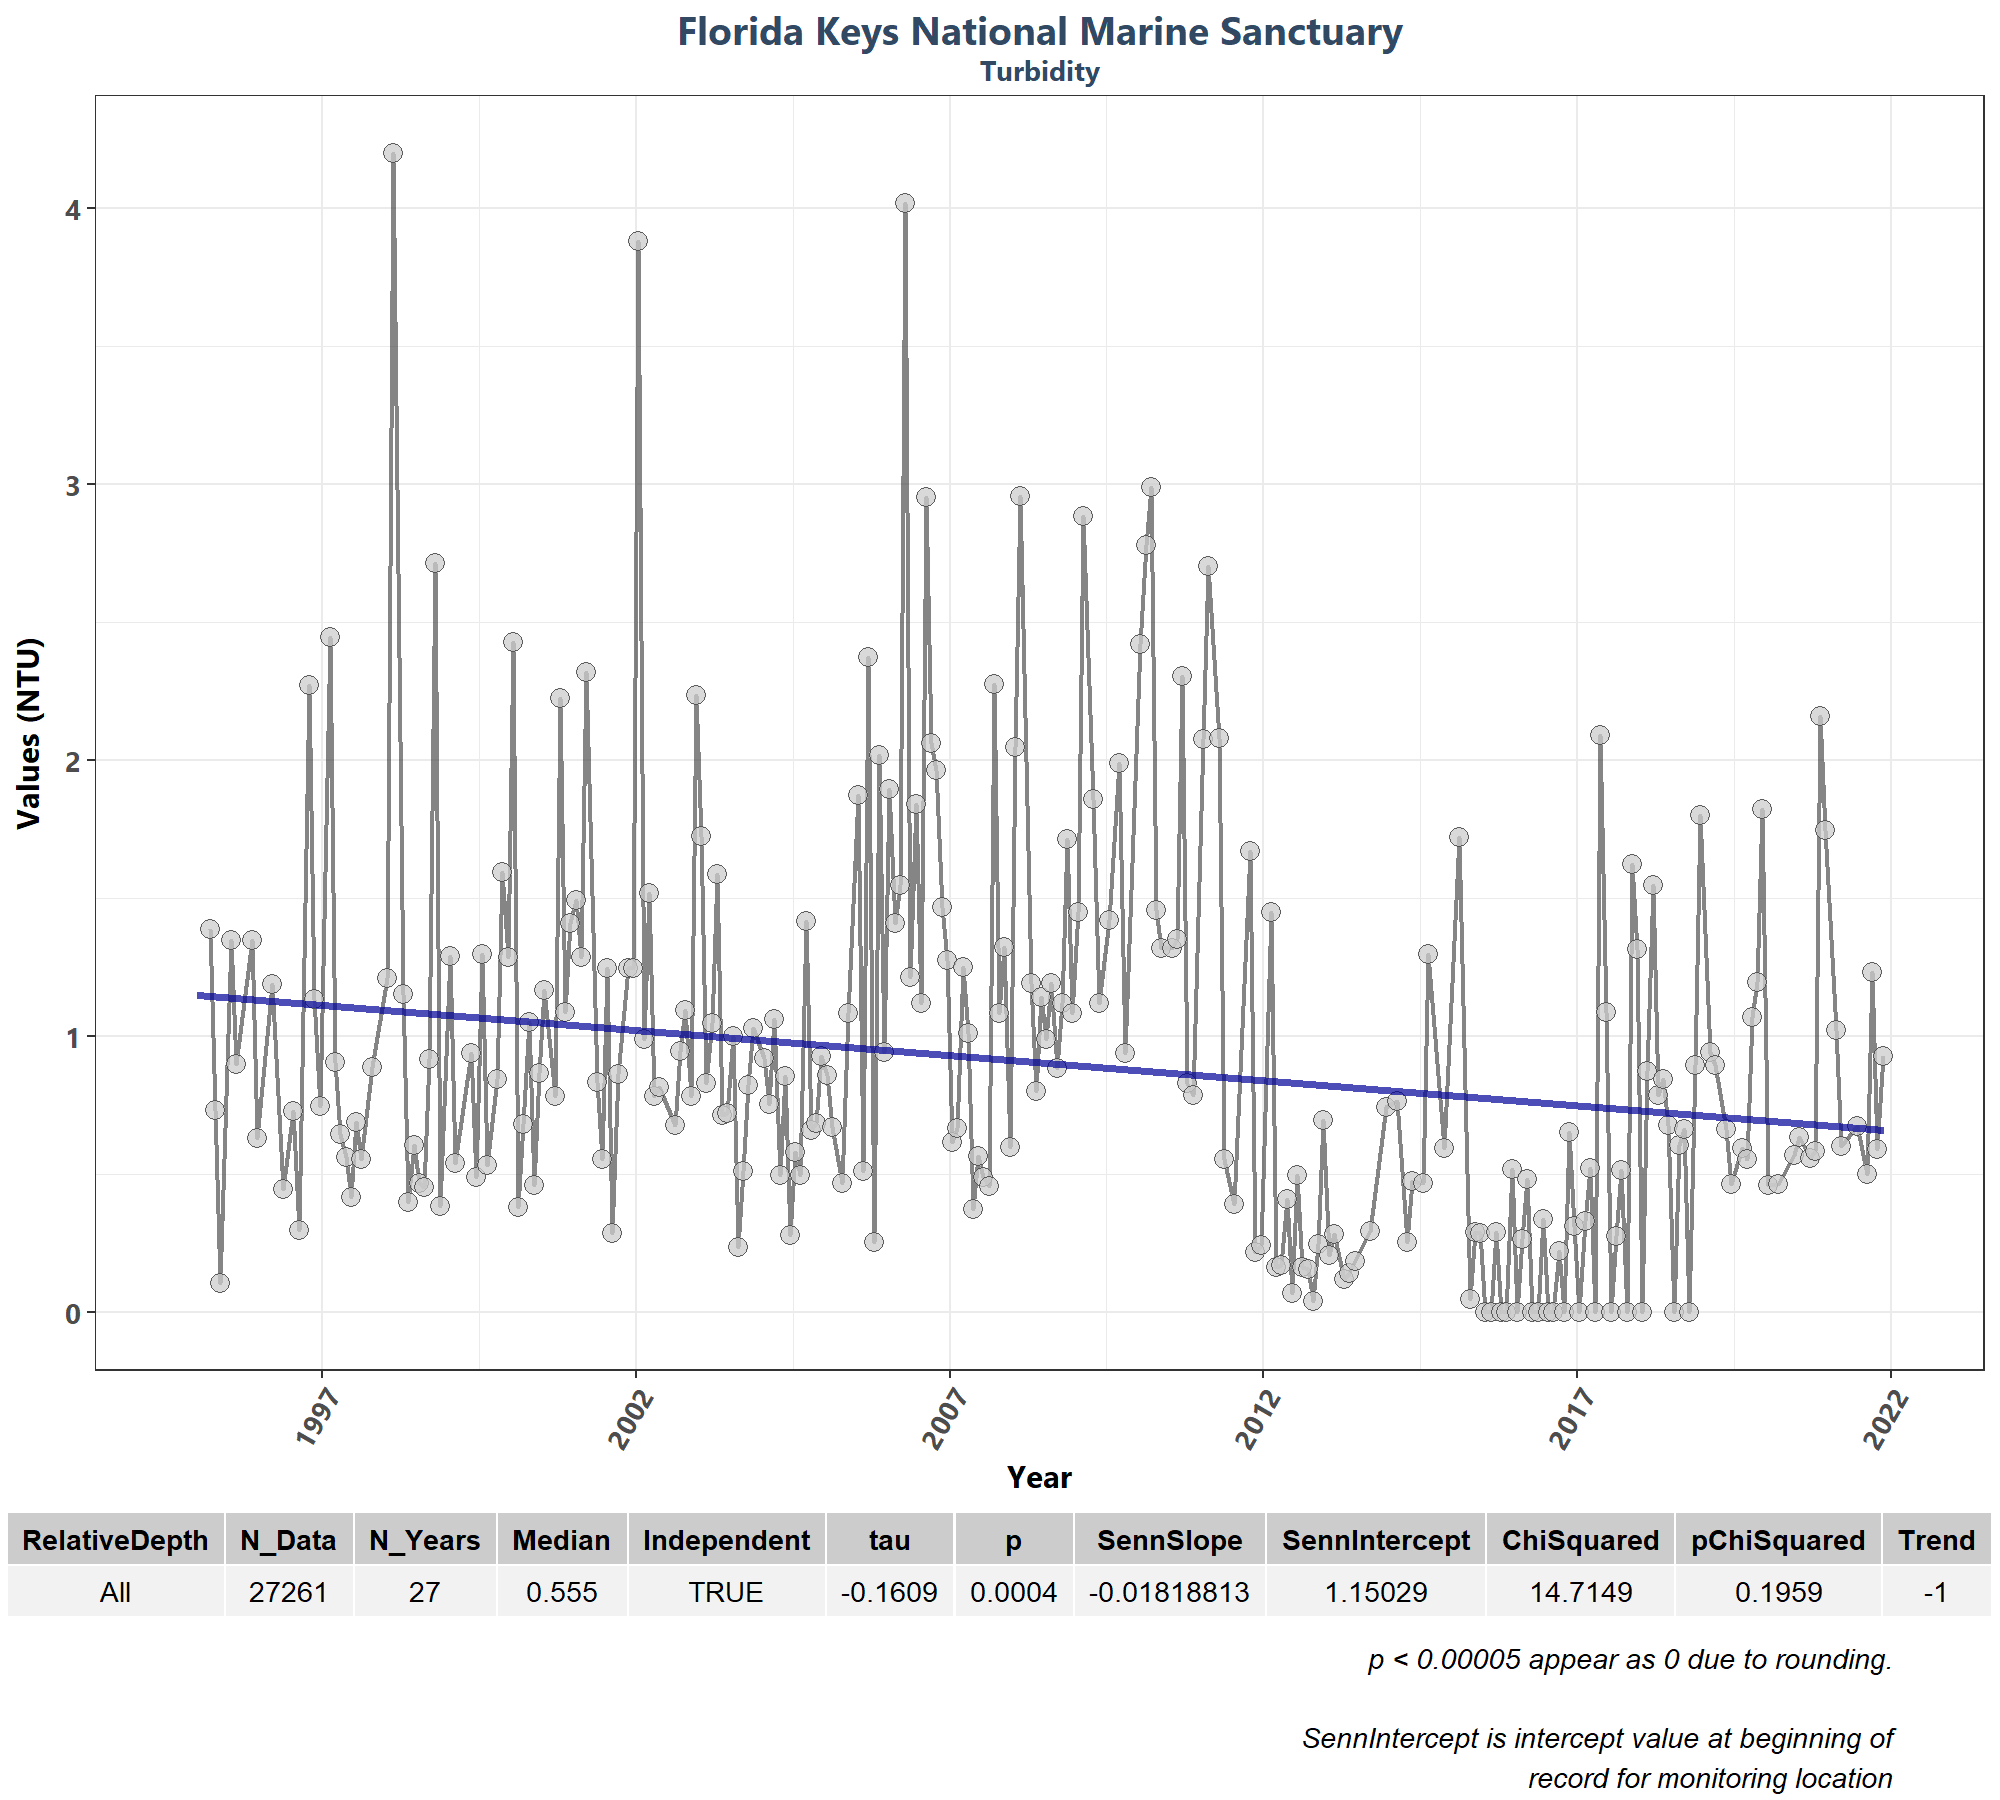 Florida Keys National Marine Sanctuary
Turbidity
Values (NTU)
4
3
2
1
0
1997 2002 2007 2012 2017 2022
Year
RelativeDepth N_Data N_Years Median Independent tau p SennSlope SennIntercept ChiSquared pChiSquared Trend
All 27261 27 0.555 TRUE -0.1609 0.0004 -0.01818813 1.15029 14.7149 0.1959 -1
p < 0.00005 appear as 0 due to rounding.
SennIntercept is intercept value at beginning of
record for monitoring location